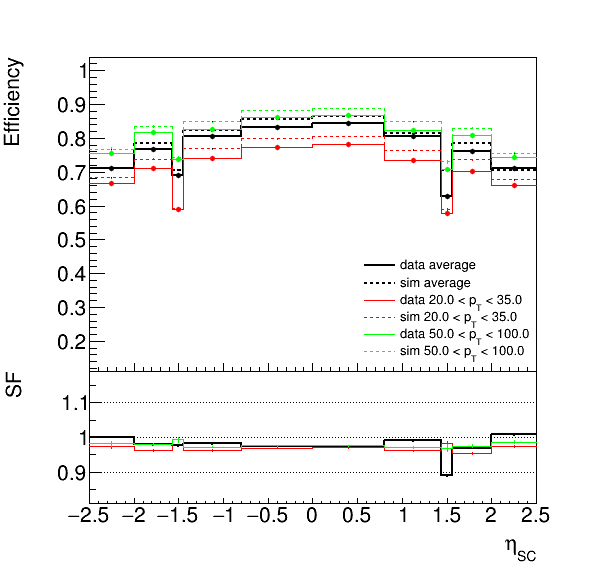 Efficiency
1
0.9
0.8
0.7
0.6
0.5
0.4
0.3
0.2
data average
sim average
data 20.0 < p_T < 35.0
sim 20.0 < p_T < 35.0
data 50.0 < p_T < 100.0
sim 50.0 < p_T < 100.0
SF
1.1
1
0.9
−2.5 −2 −1.5 −1 −0.5 0 0.5 1 1.5 2 2.5
η_SC